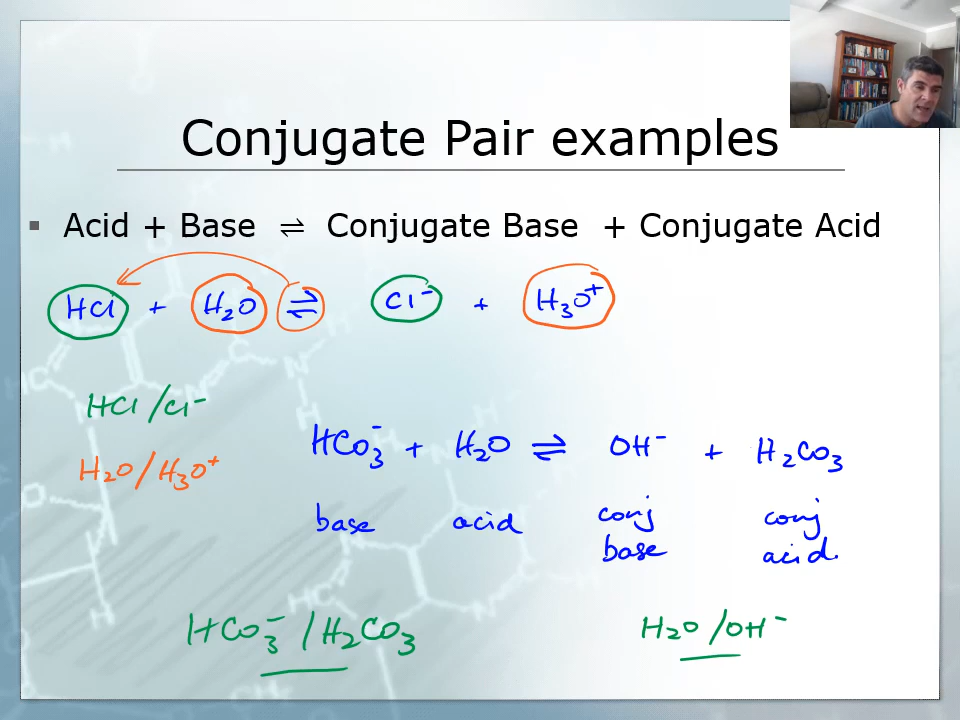 Conjugate Pair examples
▪ Acid + Base ⇌ Conjugate Base + Conjugate Acid
HCl + H₂O ⇌ Cl⁻ + H₃O⁺
HCl /Cl⁻
H₂O / H₃O⁺
HCO₃⁻ + H₂O ⇌ OH⁻ + H₂CO₃
base acid conj base conj acid.
HCO₃⁻ / H₂CO₃
H₂O /OH⁻